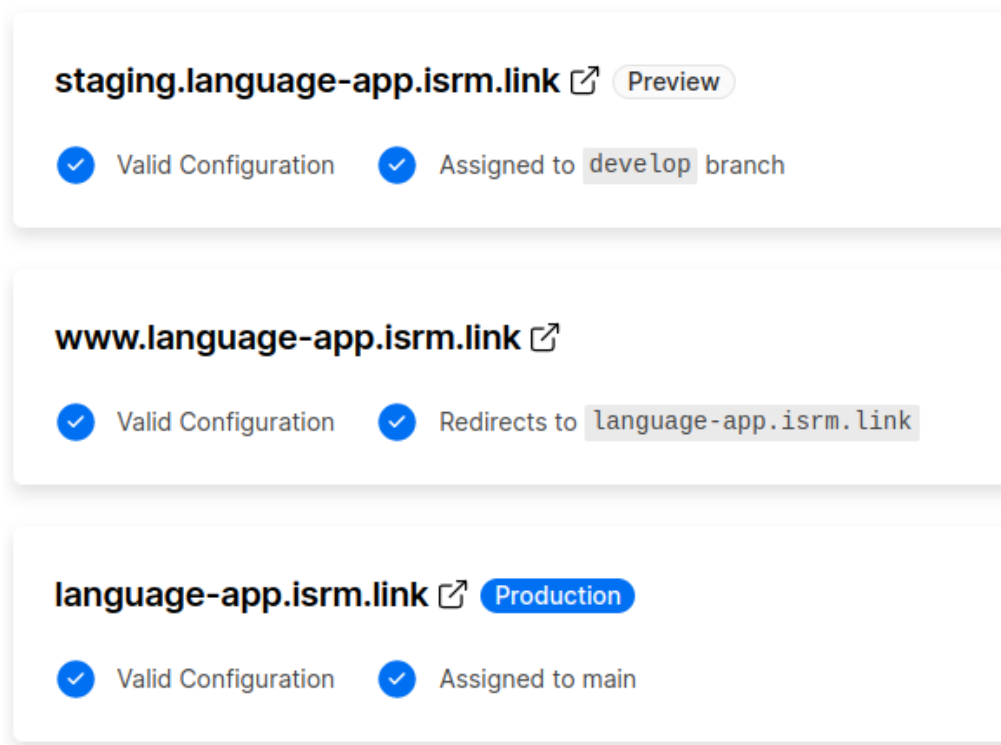 staging.language-app.isrm.link Preview
Valid Configuration Assigned to develop branch
www.language-app.isrm.link
Valid Configuration Redirects to language-app.isrm.link
language-app.isrm.link Production
Valid Configuration Assigned to main